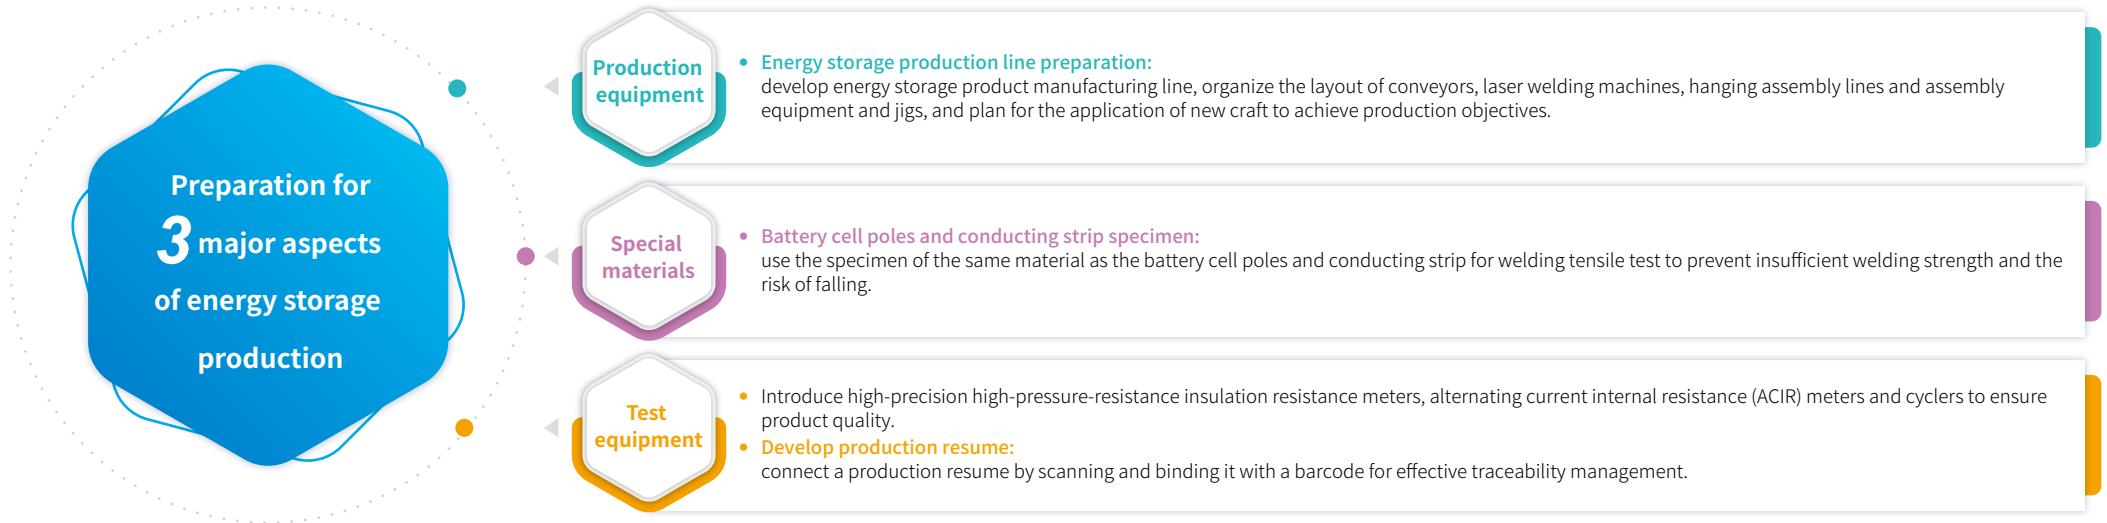 Preparation for
3 major aspects
of energy storage
production
Production
equipment
• Energy storage production line preparation:
develop energy storage product manufacturing line, organize the layout of conveyors, laser welding machines, hanging assembly lines and assembly
equipment and jigs, and plan for the application of new craft to achieve production objectives.
Special
materials
• Battery cell poles and conducting strip specimen:
use the specimen of the same material as the battery cell poles and conducting strip for welding tensile test to prevent insufficient welding strength and the
risk of falling.
Test
equipment
• Introduce high-precision high-pressure-resistance insulation resistance meters, alternating current internal resistance (ACIR) meters and cyclers to ensure
product quality.
• Develop production resume:
connect a production resume by scanning and binding it with a barcode for effective traceability management.